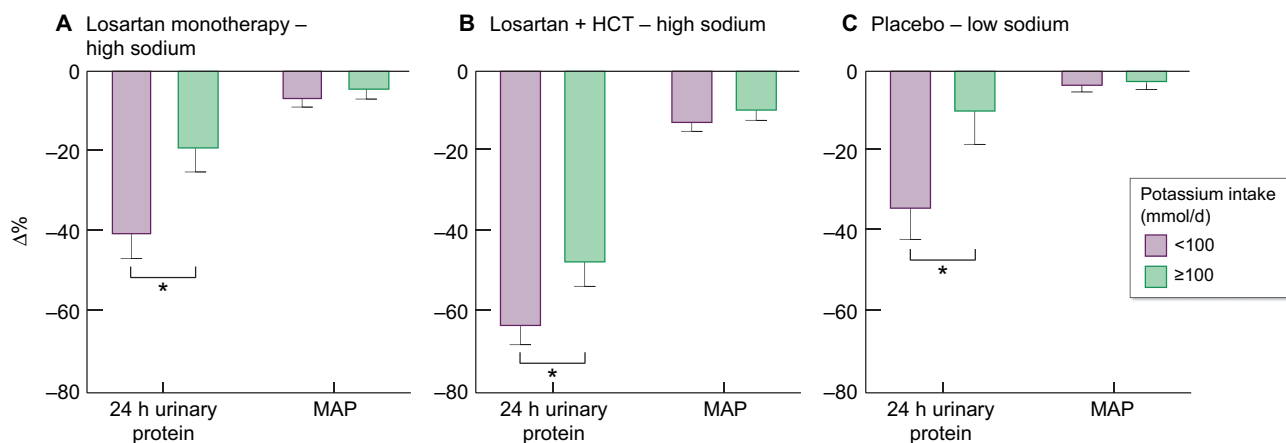 A Losartan monotherapy –
high sodium
0
–20
–40
–60
–80
Δ%
*
24 h urinary
protein
MAP
B Losartan + HCT – high sodium
0
–20
–40
–60
–80
*
24 h urinary
protein
MAP
C Placebo – low sodium
0
–20
–40
–60
–80
*
24 h urinary
protein
MAP
Potassium intake
(mmol/d)
<100
≥100